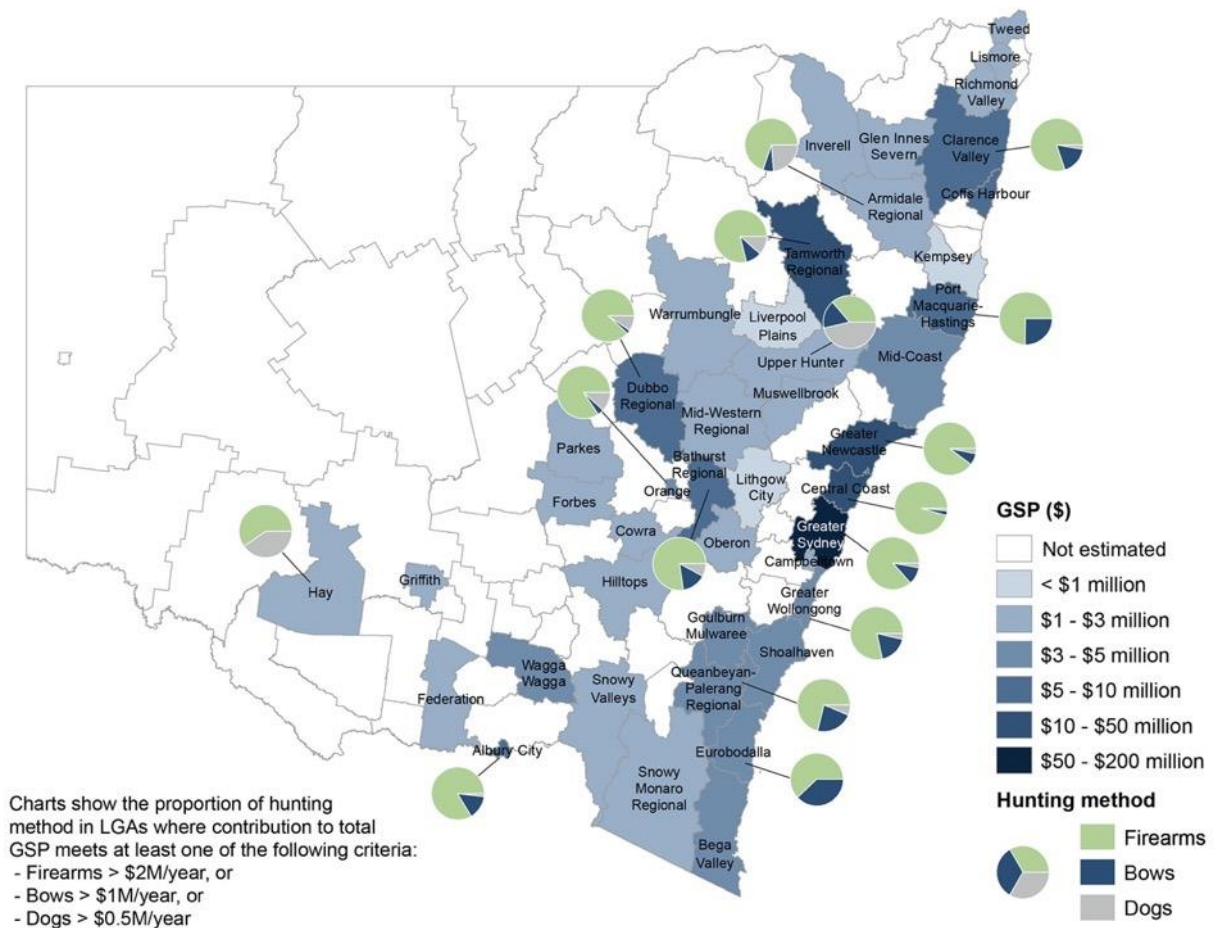 Tweed
Lismore
Richmond
Valley
Inverell
Glen Innes
Severn
Clarence
Valley
Coffs Harbour
Armidale
Regional
Tamworth
Regional
Kempsey
Port
Macquarie-
Hastings
Warrumbungle
Liverpool
Plains
Upper Hunter
Mid-Coast
Dubbo
Regional
Muswellbrook
Mid-Western
Regional
Parkes
Greater
Newcastle
Bathurst
Regional
Lithgow
City
Orange
Central Coast
Forbes
Cowra
Oberon
Greater
Sydney
Campbeltown
Hay
Griffith
Hilltops
Greater
Wollongong
Goulburn
Mulwaree
Shoalhaven
Wagga
Wagga
Queanbeyan-
Palerang
Regional
Federation
Snowy
Valleys
Albury City
Eurobodalla
Snowy
Monaro
Regional
Bega
Valley
GSP ($)
Not estimated
< $1 million
$1 - $3 million
$3 - $5 million
$5 - $10 million
$10 - $50 million
$50 - $200 million
Hunting method
Firearms
Bows
Dogs
Charts show the proportion of hunting
method in LGAs where contribution to total
GSP meets at least one of the following criteria:
- Firearms > $2M/year, or
- Bows > $1M/year, or
- Dogs > $0.5M/year